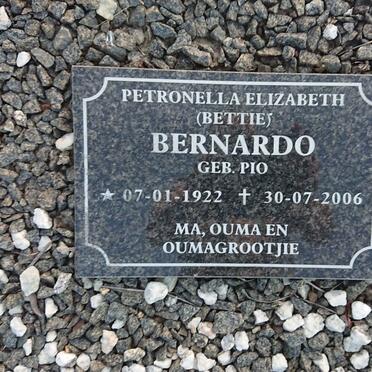 PETRONELLA ELIZABETH
(BETTIE)
BERNARDO
GEB. PIO
★ 07-01-1922 ✝ 30-07-2006
MA, OUMA EN
OUMAGROOTJIE